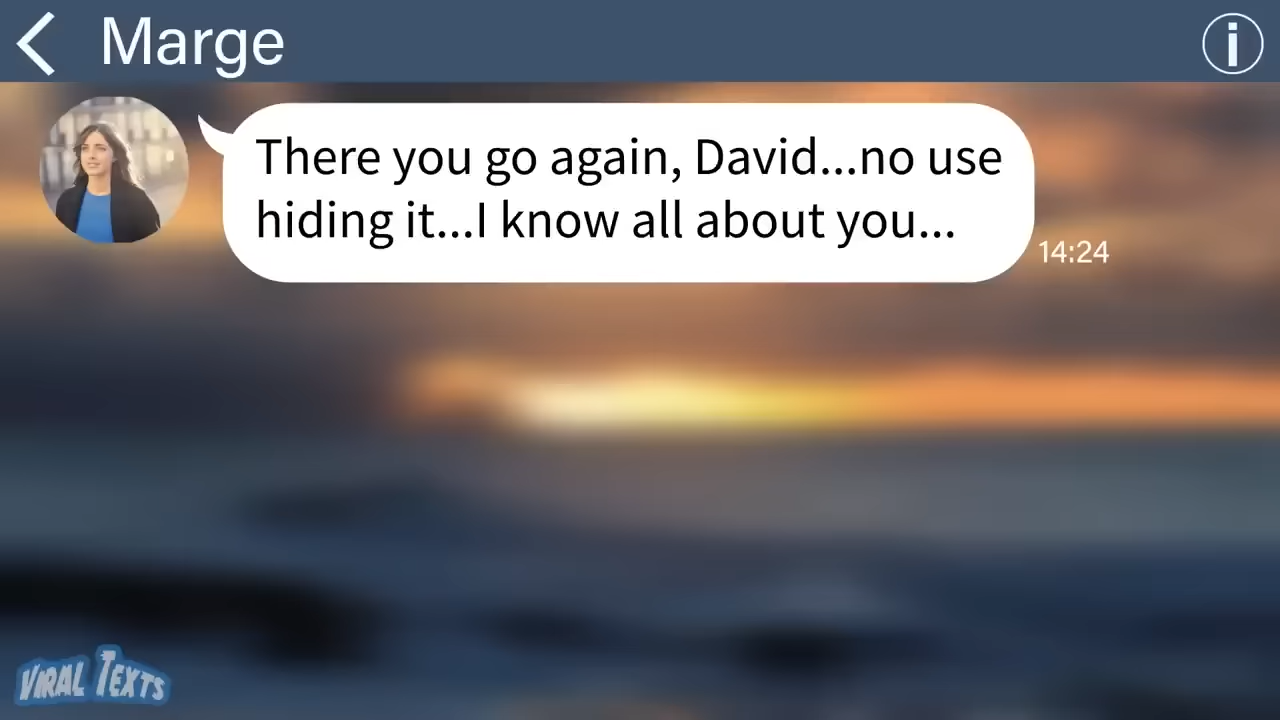 Marge
i
There you go again, David...no use
hiding it...I know all about you...
14:24
VIRAL TEXTS